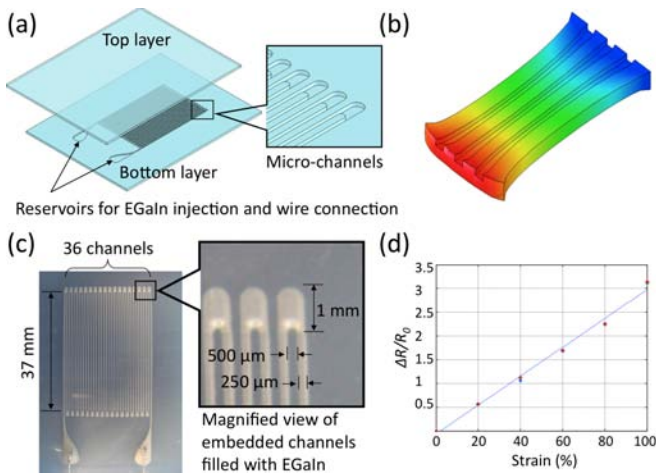 (a)
Top layer
Bottom layer
Micro-channels
Reservoirs for EGaIn injection and wire connection
(b)
(c)
36 channels
37 mm
1 mm
500 μm
250 μm
Magnified view of
embedded channels
filled with EGaIn
(d)
3.5
3
2.5
2
1.5
1
0.5
0
20
40
60
80
100
ΔR/R0
Strain (%)